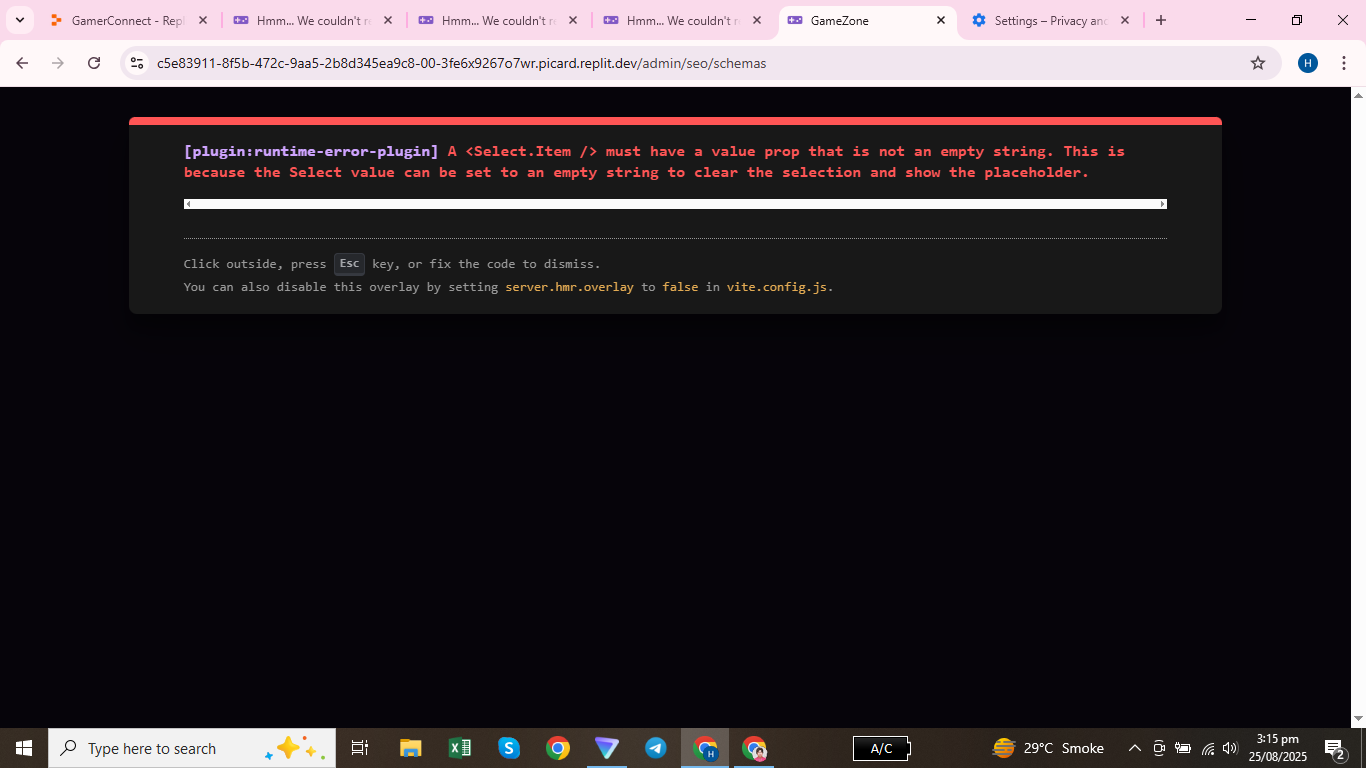 GamerConnect - Repl
Hmm... We couldn't re
Hmm... We couldn't re
Hmm... We couldn't re
GameZone
Settings – Privacy and
c5e83911-8f5b-472c-9aa5-2b8d345ea9c8-00-3fe6x9267o7wr.picard.replit.dev/admin/seo/schemas
H
[plugin:runtime-error-plugin] A <Select.Item /> must have a value prop that is not an empty string. This is
because the Select value can be set to an empty string to clear the selection and show the placeholder.
Click outside, press Esc key, or fix the code to dismiss.
You can also disable this overlay by setting server.hmr.overlay to false in vite.config.js.
Type here to search
H
A/C
29°C Smoke
3:15 pm
25/08/2025
2